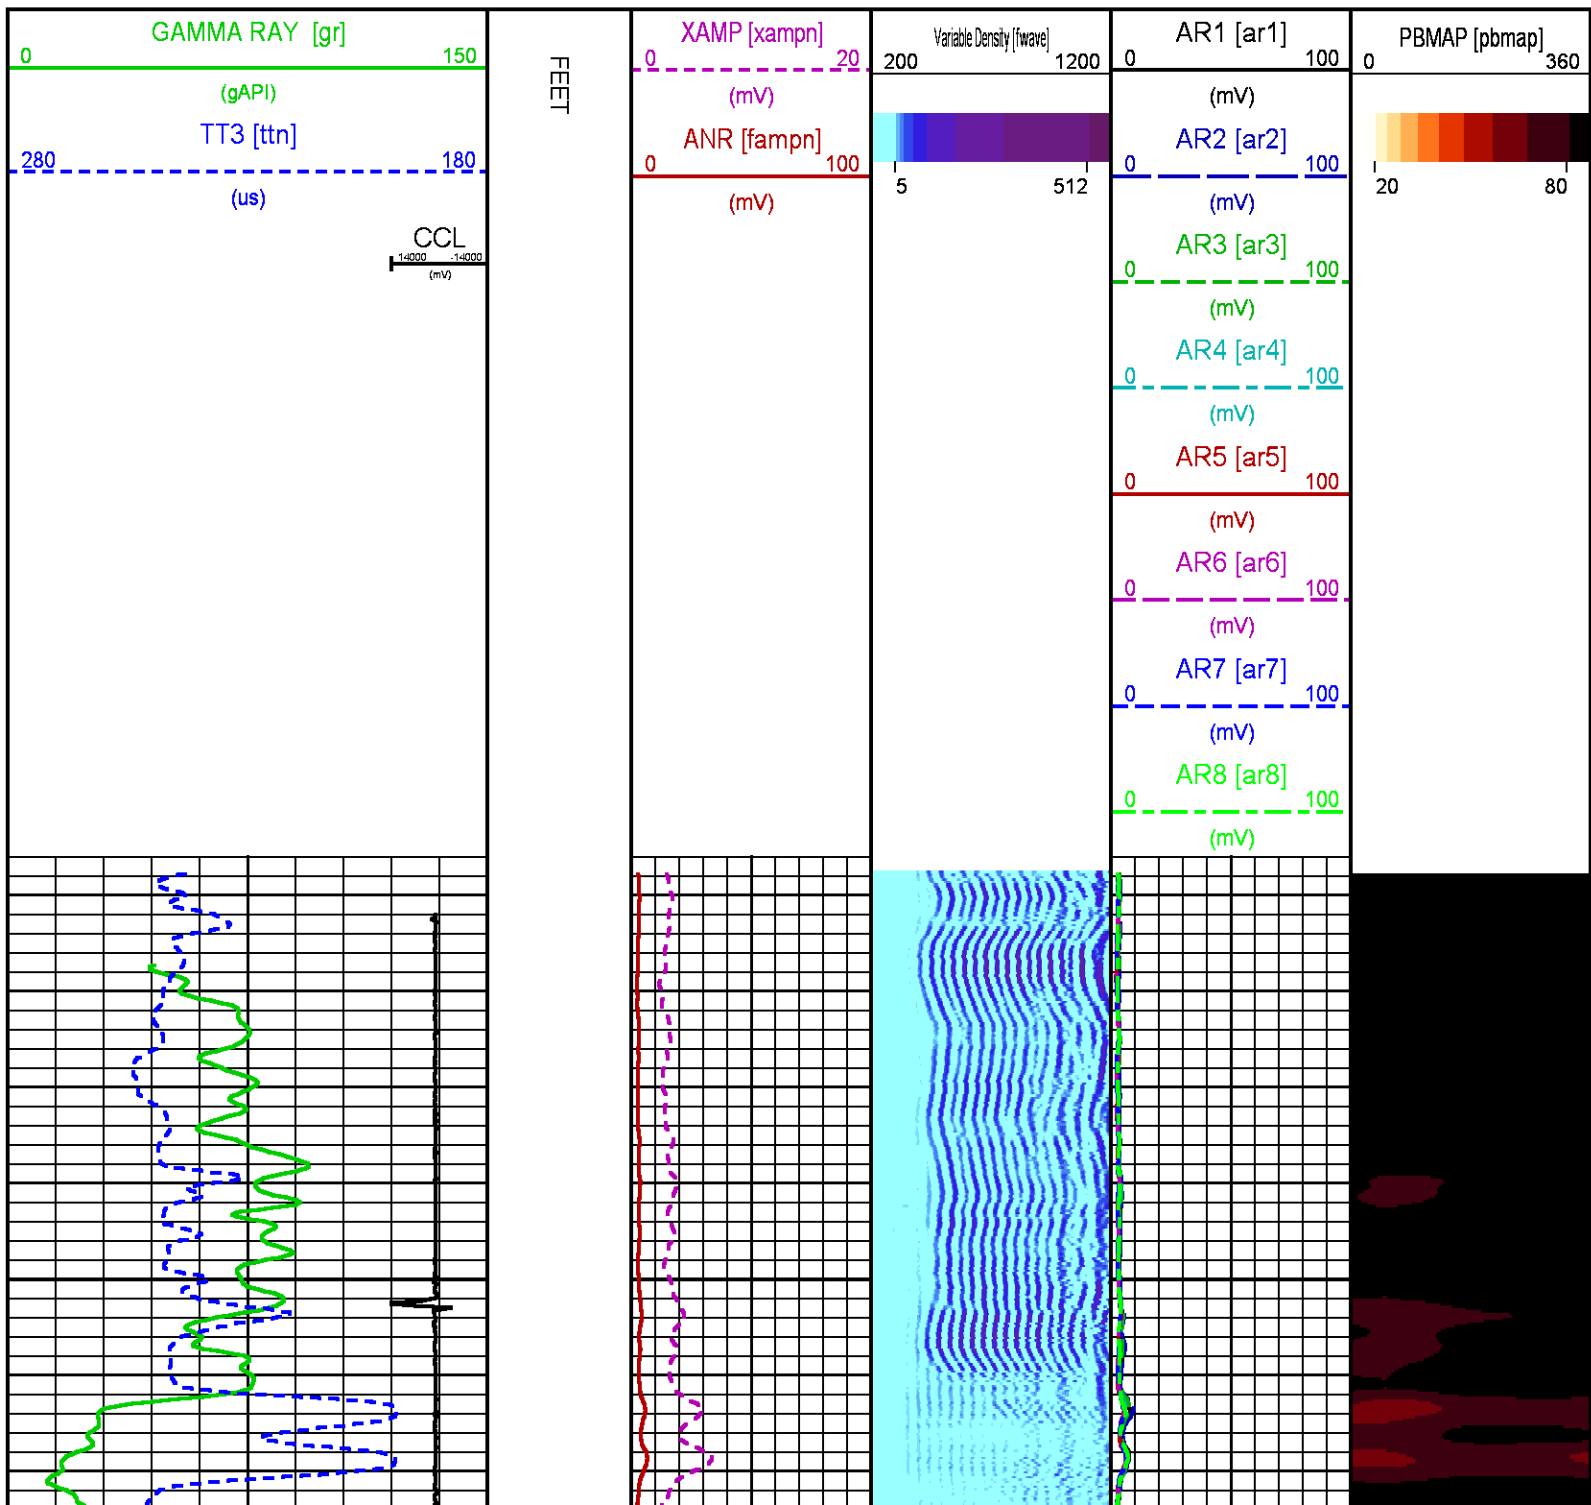 GAMMA RAY [gr]
0 150
(gAPI)
TT3 [ttn]
280 180
(us)
CCL
14000 -14000
(mV)
FEET
XAMP [xampn]
0 20
(mV)
ANR [fampn]
0 100
(mV)
Variable Density [fwave]
200 1200
5 512
AR1 [ar1]
0 100
(mV)
AR2 [ar2]
0 100
(mV)
AR3 [ar3]
0 100
(mV)
AR4 [ar4]
0 100
(mV)
AR5 [ar5]
0 100
(mV)
AR6 [ar6]
0 100
(mV)
AR7 [ar7]
0 100
(mV)
AR8 [ar8]
0 100
(mV)
PBMAP [pbmap]
0 360
20 80